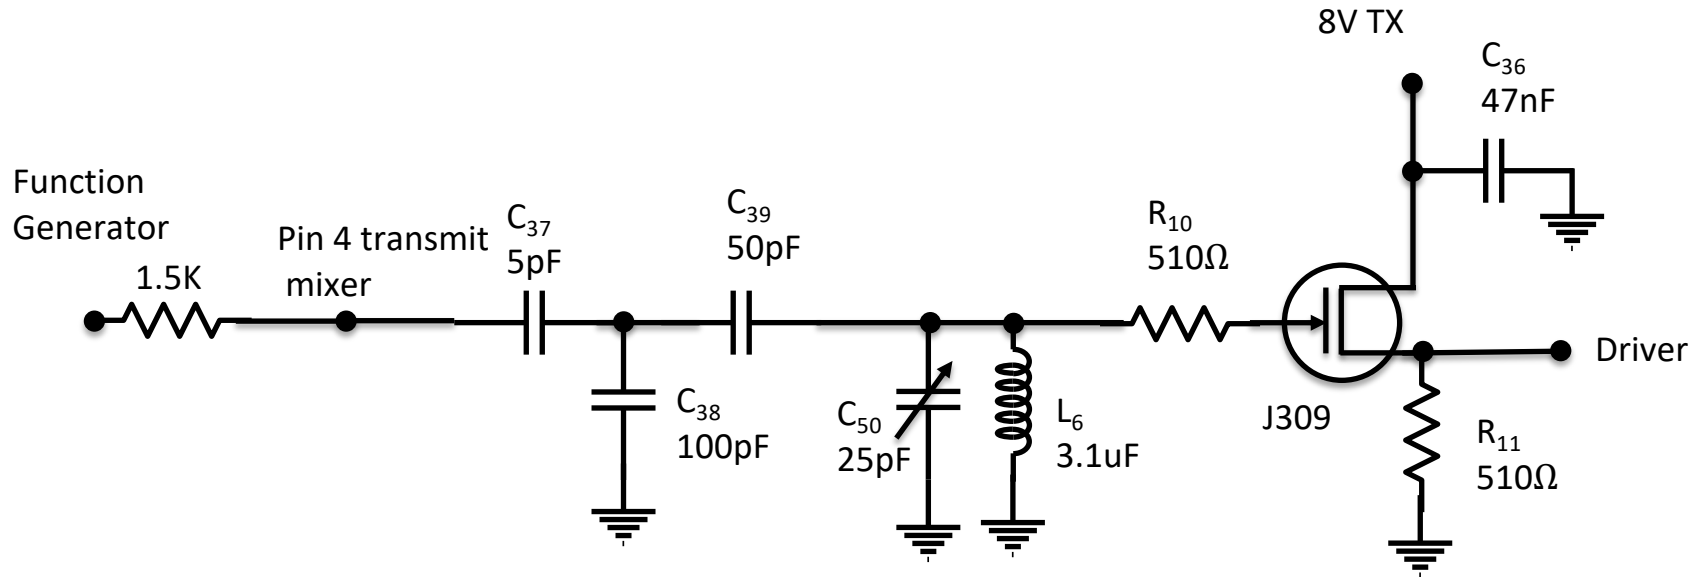 8V TX
C36
47nF
Function
Generator
1.5K
Pin 4 transmit
mixer
C37
5pF
C39
50pF
R10
510Ω
C38
100pF
C50
25pF
L6
3.1uF
J309
Driver
R11
510Ω